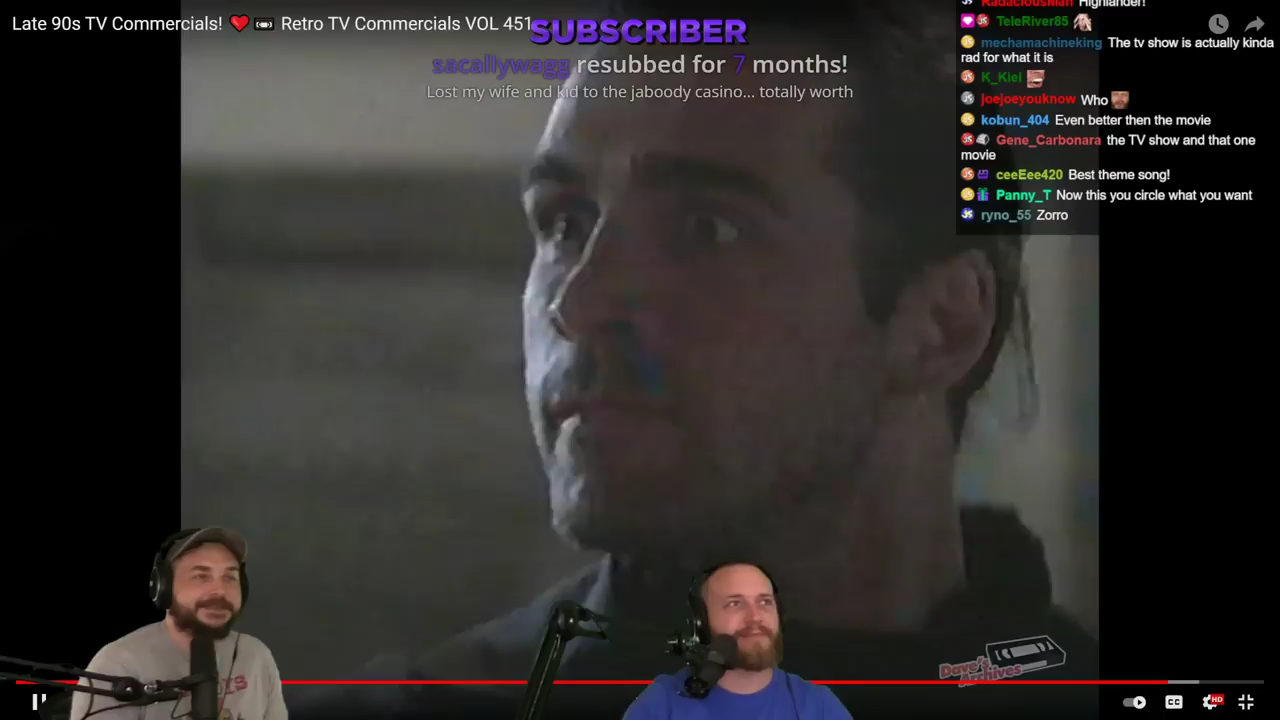 Late 90s TV Commercials! ❤️ 📼 Retro TV Commercials VOL 451
SUBSCRIBER
sacallywagg resubbed for 7 months!
Lost my wife and kid to the jaboody casino... totally worth
RadaciousMan Highlander!
TeleRiver85
mechamachineking The tv show is actually kinda
rad for what it is
K_Kiel
joejoeyouknow Who
kobun_404 Even better then the movie
Gene_Carbonara the TV show and that one
movie
ceeEee420 Best theme song!
Panny_T Now this you circle what you want
ryno_55 Zorro
Dave's
Archives
CC
HD